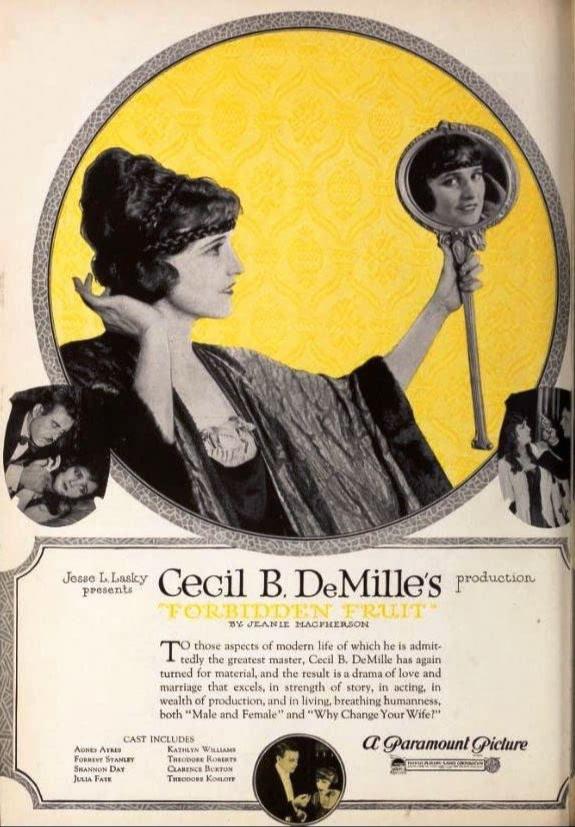 Jesse L. Lasky
presents
Cecil B. DeMille's
production
"FORBIDDEN FRUIT"
BY JEANIE MACPHERSON
TO those aspects of modern life of which he is admit-
tedly the greatest master, Cecil B. DeMille has again
turned for material, and the result is a drama of love and
marriage that excels, in strength of story, in acting, in
wealth of production, and in living, breathing humanness,
both "Male and Female" and "Why Change Your Wife?"
CAST INCLUDES
AGNES AYRES
FORREST STANLEY
SHANNON DAY
JULIA FAYE
KATHLYN WILLIAMS
THEODORE ROBERTS
CLARENCE BURTON
THEODORE KOSLOFF
A Paramount Picture